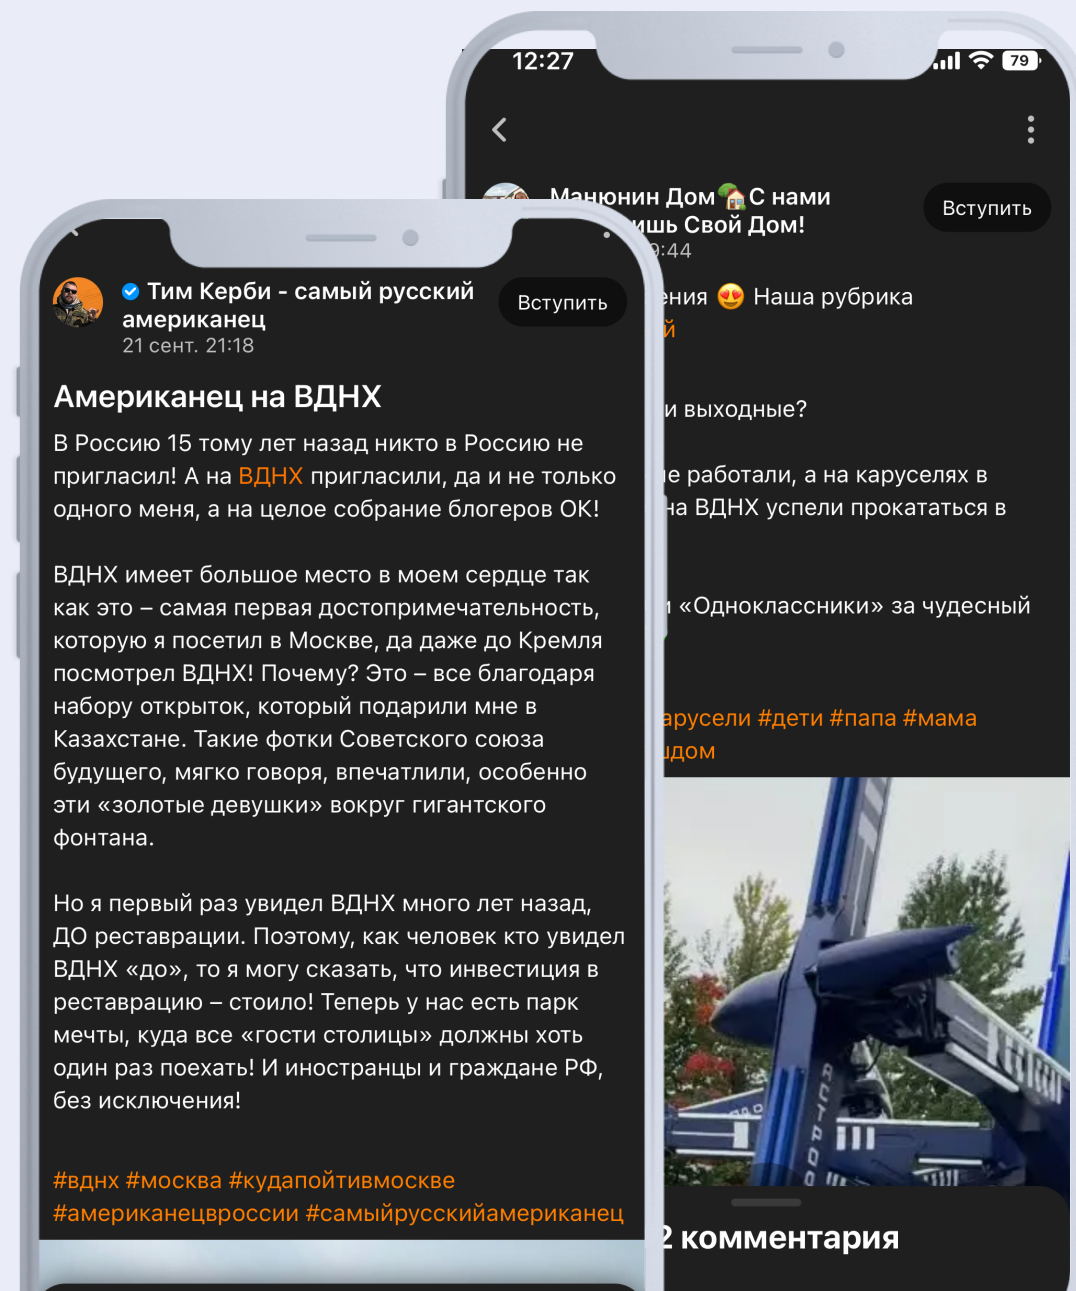 12:27
79
Манюнин Дом🏡С нами
ишь Свой Дом!
9:44
Вступить
ения 😍 Наша рубрика
й
и выходные?
не работали, а на каруселях в
на ВДНХ успели прокататься в
и «Одноклассники» за чудесный
арусели #дети #папа #мама
дом
2 комментария
Тим Керби - самый русский
американец
21 сент. 21:18
Вступить
Американец на ВДНХ
В Россию 15 тому лет назад никто в Россию не
пригласил! А на ВДНХ пригласили, да и не только
одного меня, а на целое собрание блогеров ОК!
ВДНХ имеет большое место в моем сердце так
как это – самая первая достопримечательность,
которую я посетил в Москве, да даже до Кремля
посмотрел ВДНХ! Почему? Это – все благодаря
набору открыток, который подарили мне в
Казахстане. Такие фотки Советского союза
будущего, мягко говоря, впечатлили, особенно
эти «золотые девушки» вокруг гигантского
фонтана.
Но я первый раз увидел ВДНХ много лет назад,
ДО реставрации. Поэтому, как человек кто увидел
ВДНХ «до», то я могу сказать, что инвестиция в
реставрацию – стоило! Теперь у нас есть парк
мечты, куда все «гости столицы» должны хоть
один раз поехать! И иностранцы и граждане РФ,
без исключения!
#вднх #москва #кудапойтивмоскве
#американецвроссии #самыйрусскийамериканец